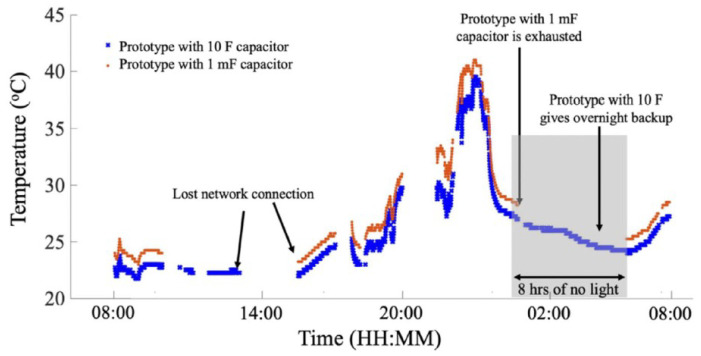 45
40
35
30
25
20
Temperature (°C)
Prototype with 10 F capacitor
Prototype with 1 mF capacitor
Prototype with 1 mF
capacitor is exhausted
Prototype with 10 F
gives overnight backup
Lost network connection
8 hrs of no light
08:00
14:00
20:00
02:00
08:00
Time (HH:MM)